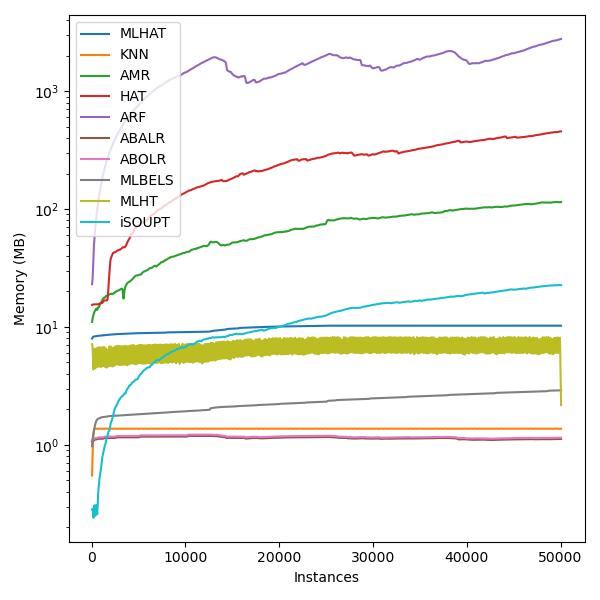 MLHAT
KNN
AMR
HAT
ARF
ABALR
ABOLR
MLBELS
MLHT
iSOUPT
Memory (MB)
10³
10²
10¹
10⁰
0 10000 20000 30000 40000 50000
Instances